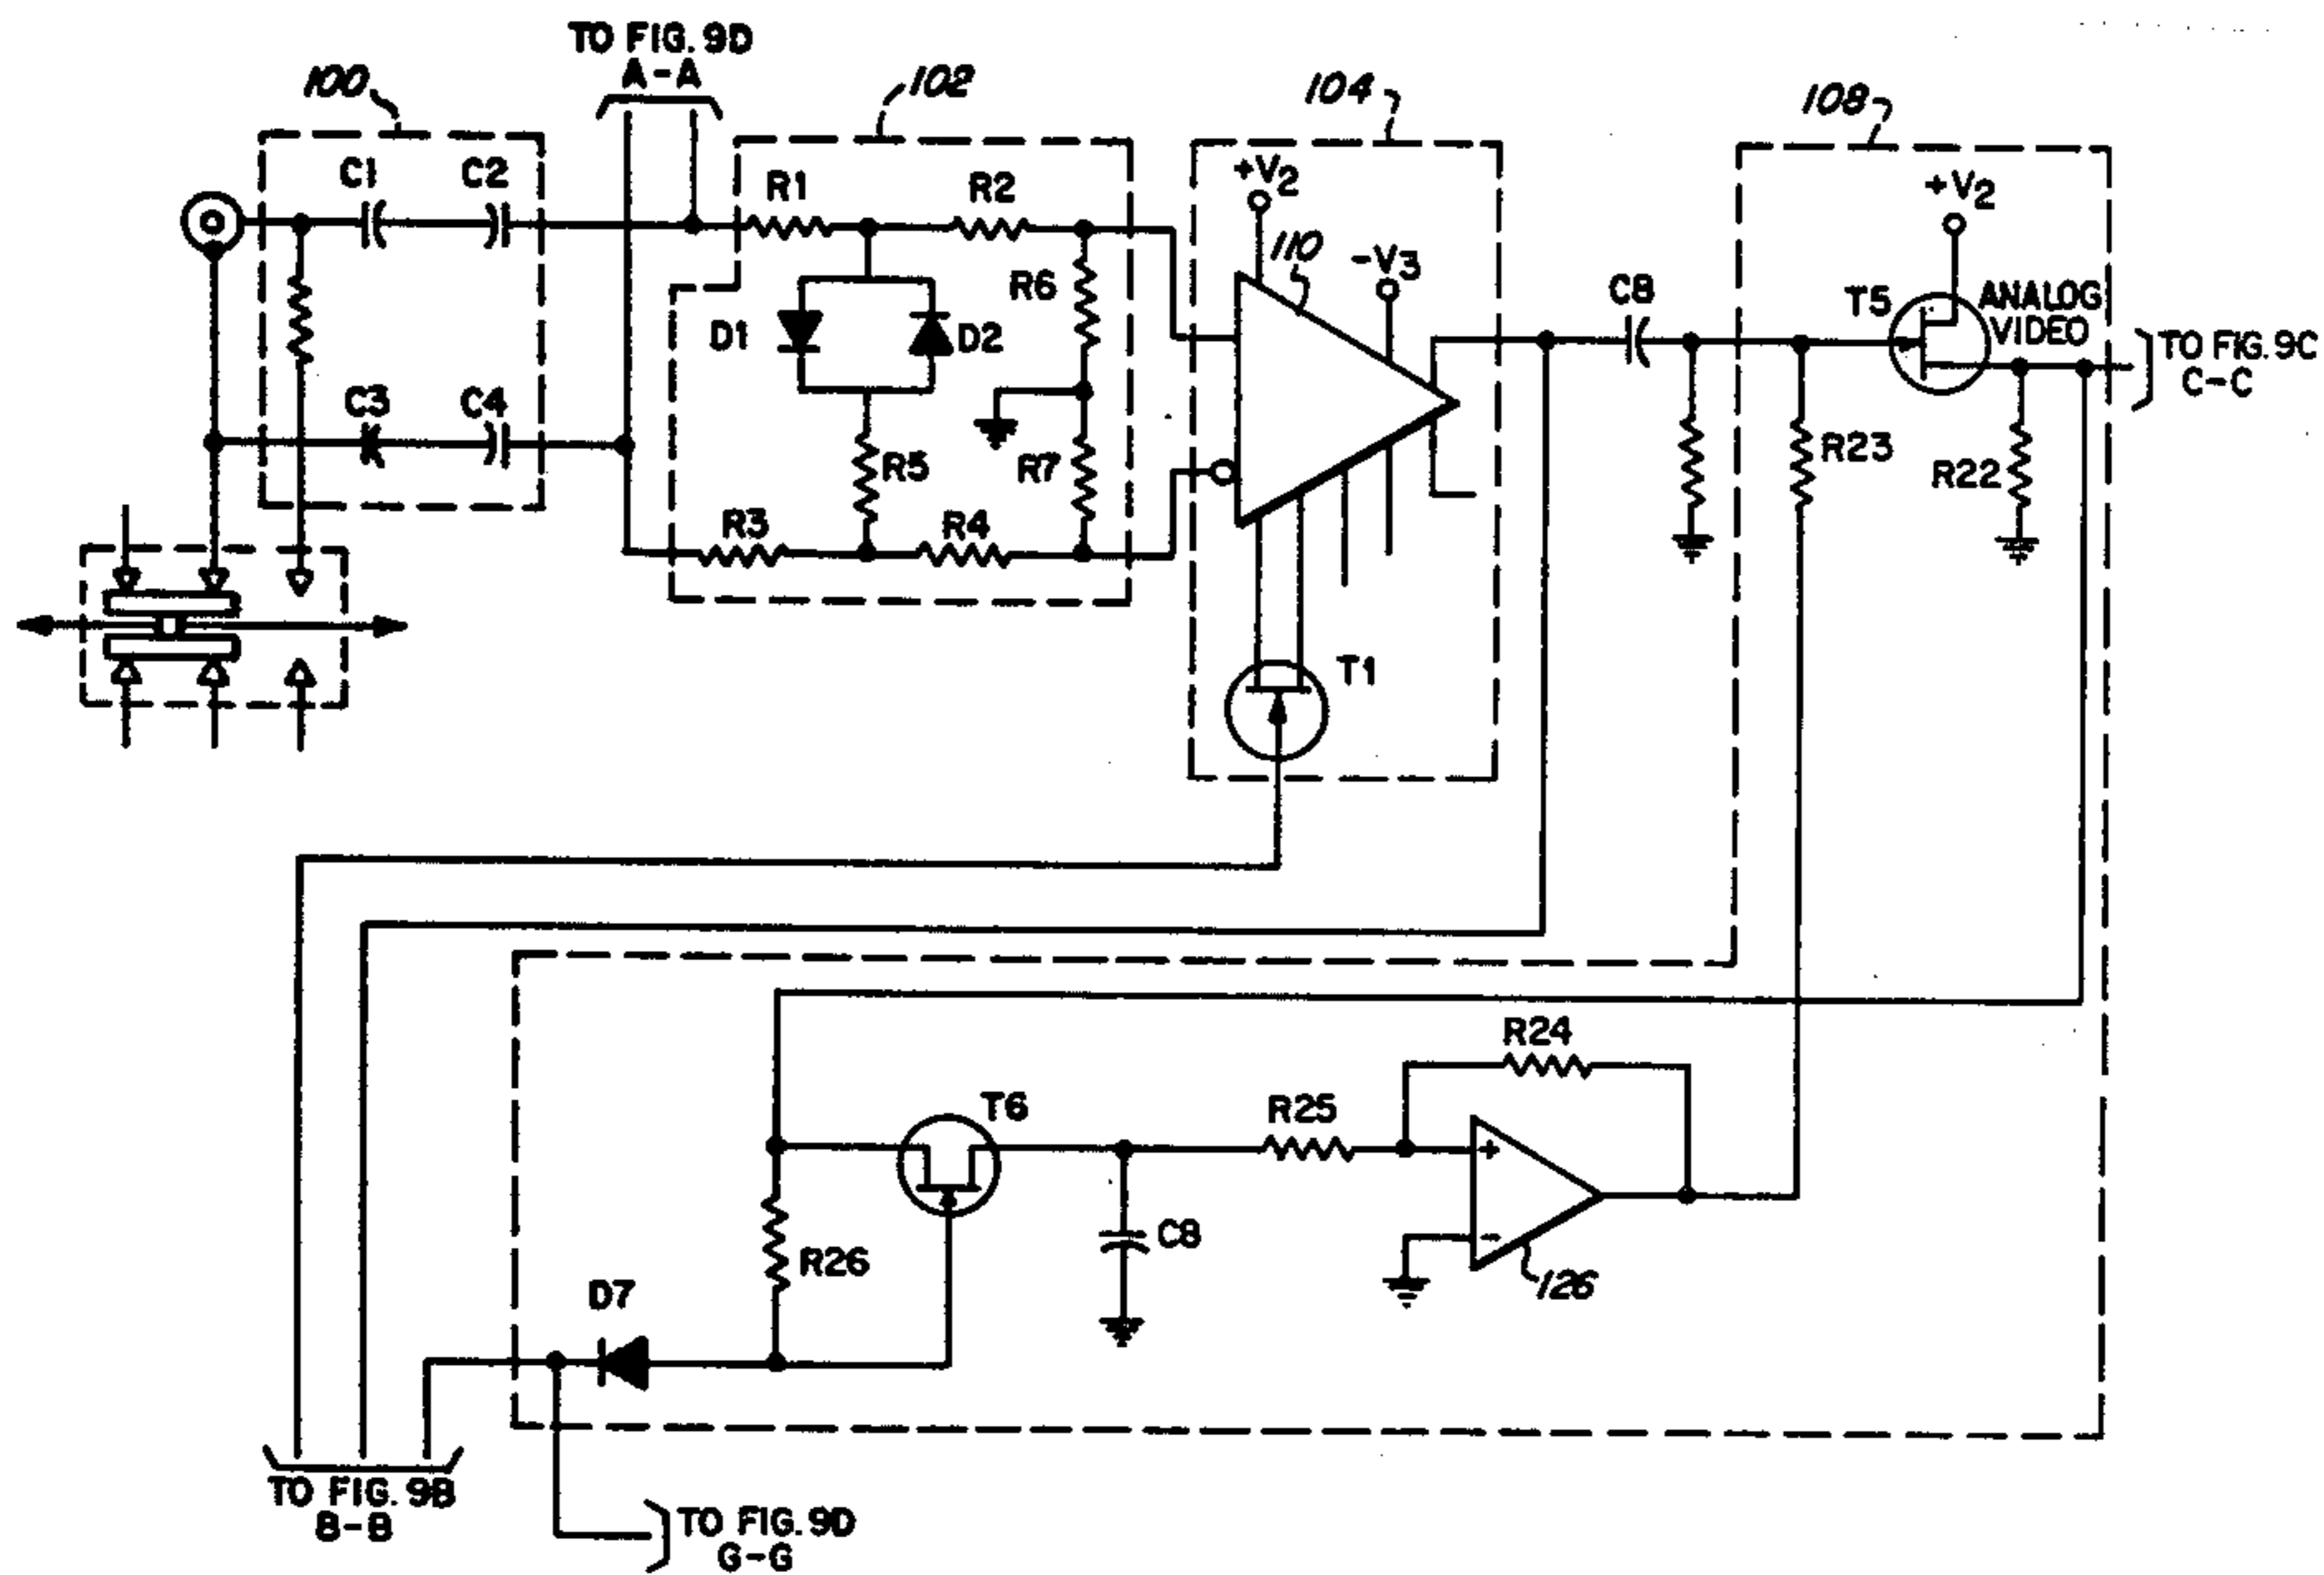 TO FIG. 9D
A-A
100
102
104
108
C1
C2
R1
R2
+V2
110
-V3
+V2
R6
C8
T5
ANALOG
VIDEO
D1
D2
TO FIG. 9C
C-C
C3
C4
R5
R7
R23
R22
R3
R4
T1
R24
T6
R25
+
R26
C8
-
126
D7
TO FIG. 9B
B-B
TO FIG. 9D
G-G